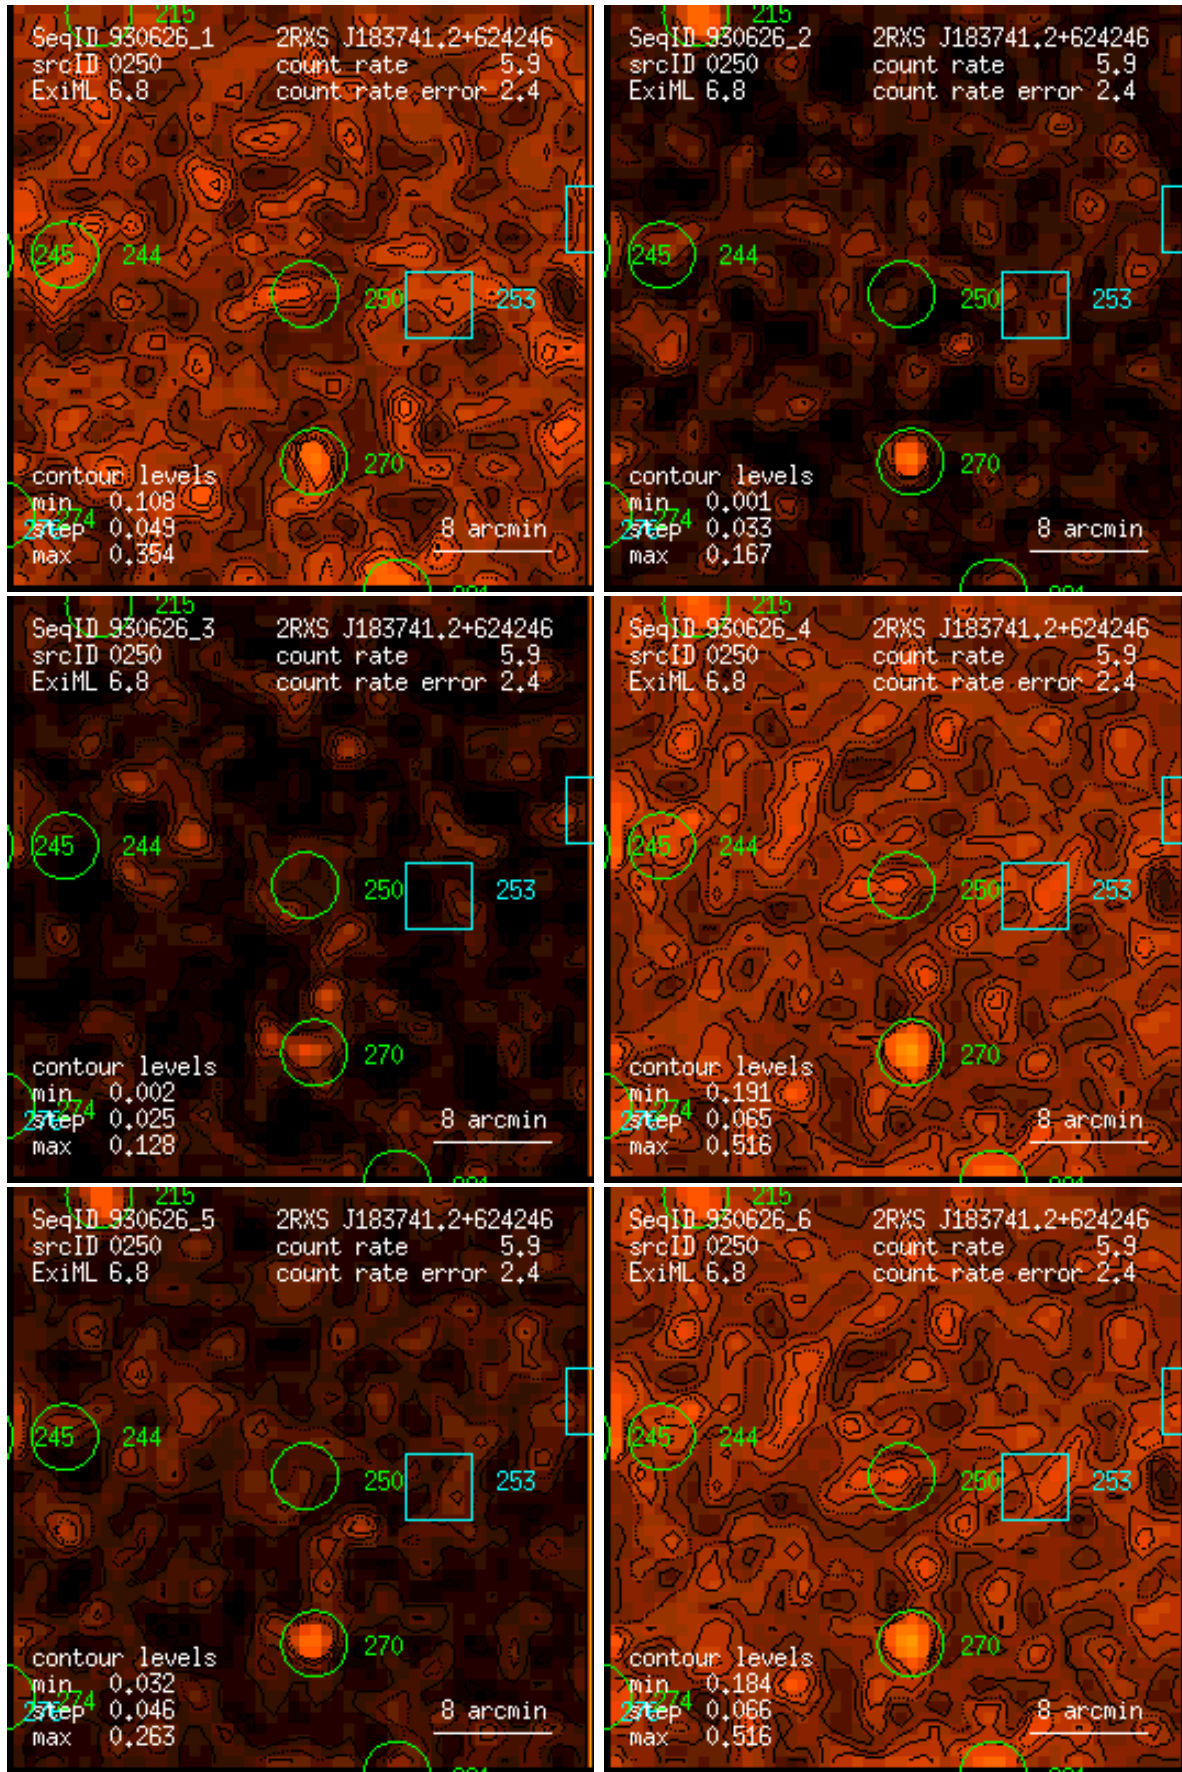 215
SeqID 930626_1 2RXS J183741.2+624246
srcID 0250 count rate 5.9
ExiML 6.8 count rate error 2.4
245 244
250 253
270
contour levels
min 0.108
274
step 0.049 8 arcmin
max 0.354
215
SeqID 930626_2 2RXS J183741.2+624246
srcID 0250 count rate 5.9
ExiML 6.8 count rate error 2.4
245 244
250 253
270
contour levels
min 0.001
274
step 0.033 8 arcmin
max 0.167
215
SeqID 930626_3 2RXS J183741.2+624246
srcID 0250 count rate 5.9
ExiML 6.8 count rate error 2.4
245 244
250 253
270
contour levels
min 0.002
274
step 0.025 8 arcmin
max 0.128
215
SeqID 930626_4 2RXS J183741.2+624246
srcID 0250 count rate 5.9
ExiML 6.8 count rate error 2.4
245 244
250 253
270
contour levels
min 0.191
274
step 0.065 8 arcmin
max 0.516
215
SeqID 930626_5 2RXS J183741.2+624246
srcID 0250 count rate 5.9
ExiML 6.8 count rate error 2.4
245 244
250 253
270
contour levels
min 0.032
274
step 0.046 8 arcmin
max 0.263
215
SeqID 930626_6 2RXS J183741.2+624246
srcID 0250 count rate 5.9
ExiML 6.8 count rate error 2.4
245 244
250 253
270
contour levels
min 0.184
274
step 0.066 8 arcmin
max 0.516